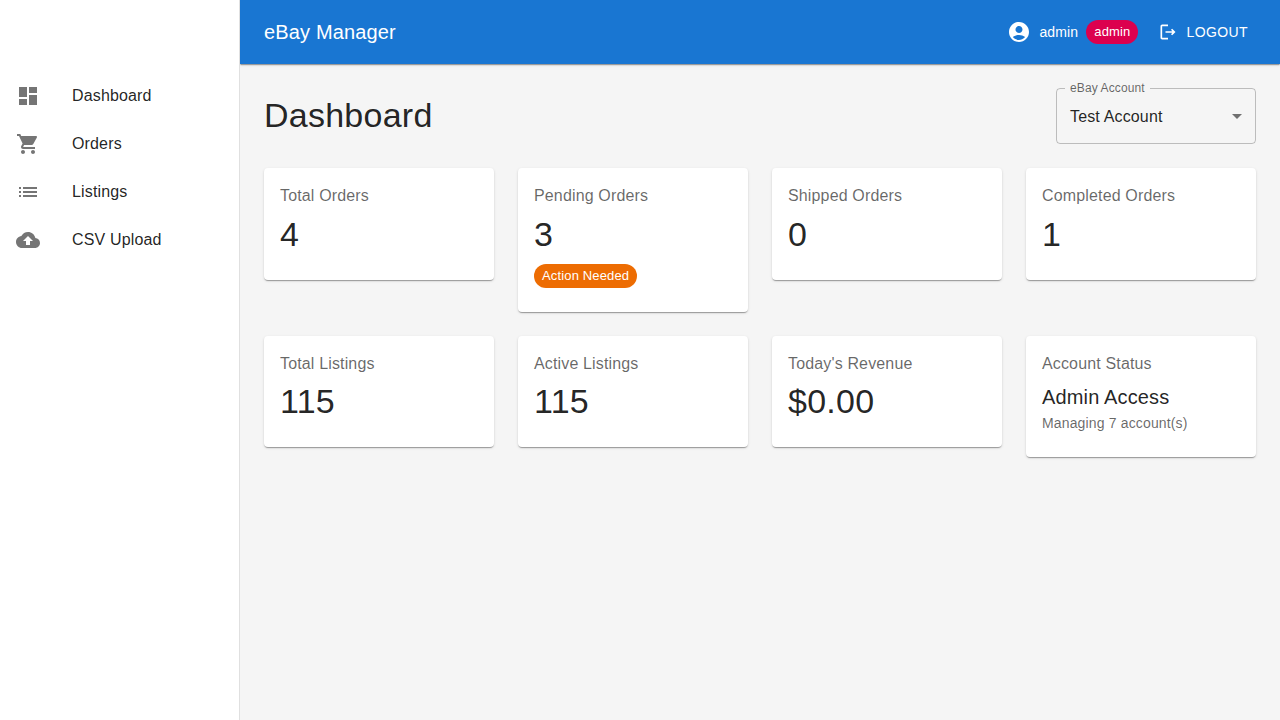 eBay Manager
admin
admin
LOGOUT
Dashboard
Orders
Listings
CSV Upload
Dashboard
eBay Account
Test Account
Total Orders
4
Pending Orders
3
Action Needed
Shipped Orders
0
Completed Orders
1
Total Listings
115
Active Listings
115
Today's Revenue
$0.00
Account Status
Admin Access
Managing 7 account(s)